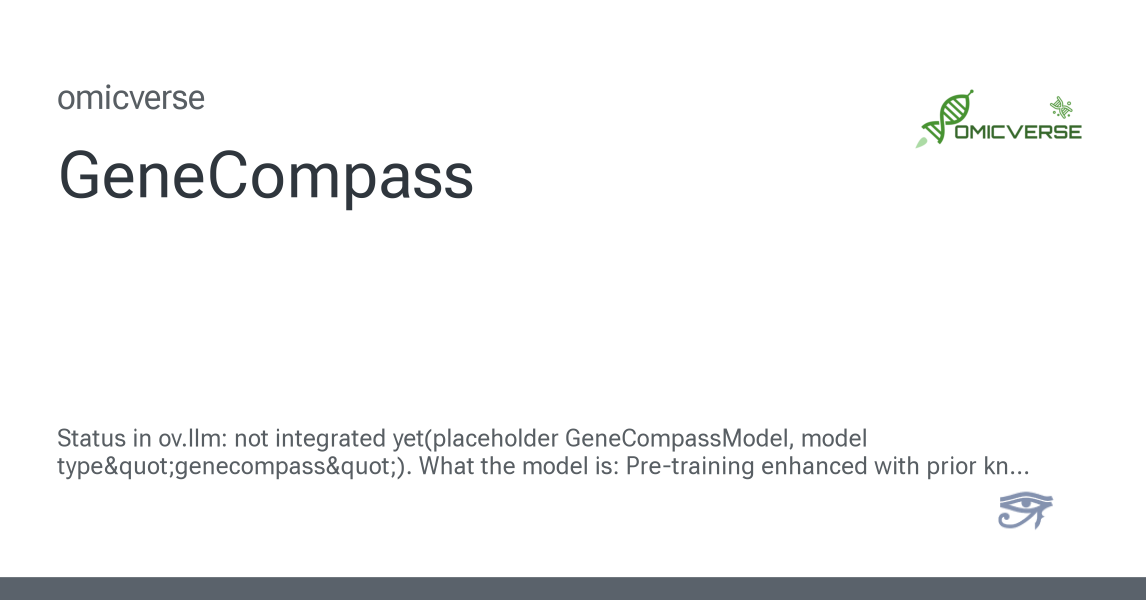 omicverse
OMICVERSE
GeneCompass
Status in ov.llm: not integrated yet(placeholder GeneCompassModel, model
type&quot;genecompass&quot;). What the model is: Pre-training enhanced with prior kn...